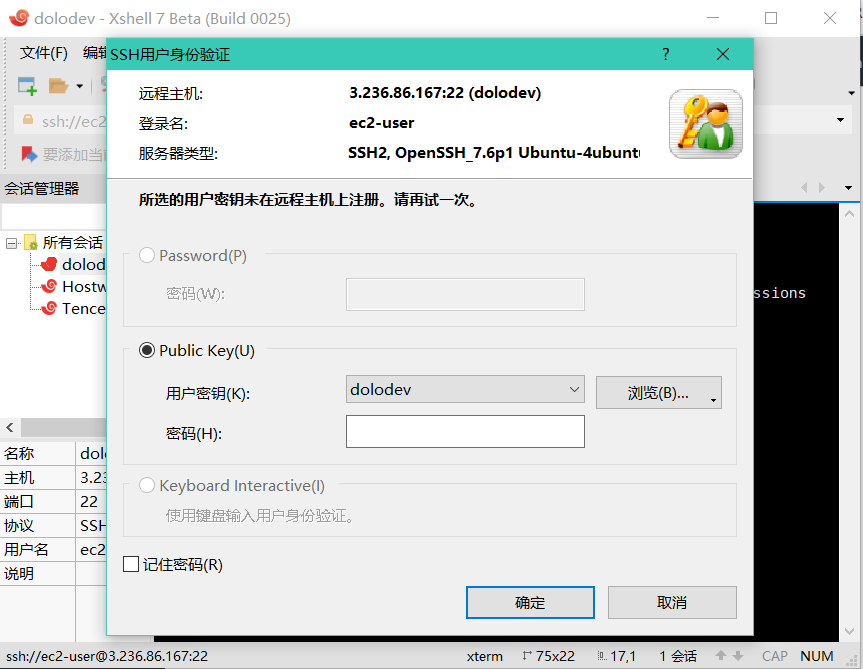 dolodev - Xshell 7 Beta (Build 0025)
文件(F) 编辑
SSH用户身份验证
?
远程主机: 3.236.86.167:22 (dolodev)
登录名: ec2-user
服务器类型: SSH2, OpenSSH_7.6p1 Ubuntu-4ubuntu
所选的用户密钥未在远程主机上注册。请再试一次。
Password(P)
密码(W):
Public Key(U)
用户密钥(K): dolodev 浏览(B)...
密码(H):
Keyboard Interactive(I)
使用键盘输入用户身份验证。
记住密码(R)
确定 取消
ssh://ec2
要添加当前
会话管理器
所有会话
dolod
Hostw
Tence
名称 dolo
主机 3.23
端口 22
协议 SSH
用户名 ec2
说明
ssions
ssh://ec2-user@3.236.86.167:22 xterm 75x22 17,1 1 会话 CAP NUM